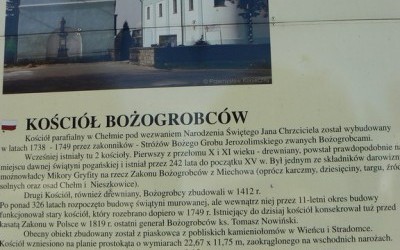 KOŚCIÓŁ BOŻOGROBCÓW
Kościół parafialny w Chełmie pod wezwaniem Narodzenia Świętego Jana Chrzciciela został wybudowany
w latach 1738 - 1749 przez zakonników - Stróżów Bożego Grobu Jerozolimskiego zwanych Bożogrobcami.
Wcześniej istniały tu 2 kościoły. Pierwszy z przełomu X i XI wieku - drewniany, powstał prawdopodobnie na
miejscu dawnej świątyni pogańskiej i istniał przez 242 lata do początku XV w. Był jednym ze składników darowizn
możnowładcy Mikory Gryfity na rzecz Zakonu Bożogrobców z Miechowa (oprócz karczmy, dziesięciny, targu, źró
solnych oraz osad Chełm i Nieszkowice).
Drugi Kościół, również drewniany, Bożogrobcy zbudowali w 1412 r.
Po ponad 326 latach rozpoczęto budowę świątyni murowanej, ale wewnątrz niej przez 11-letni okres budowy
funkcjonował stary kościół, który rozebrano dopiero w 1749 r. Istniejący do dzisiaj kościół konsekrował tuż przed
kasatą Zakonu w Polsce w 1819 r. ostatni generał Bożogrobców ks. Tomasz Nowiński.
Obecny obiekt zbudowany został z piaskowca z pobliskich kamieniołomów w Wieńcu i Stradomce.
Kościół wzniesiono na planie prostokąta o wymiarach 22,67 x 11,75 m, zaokrąglonego na wschodnich narożach.